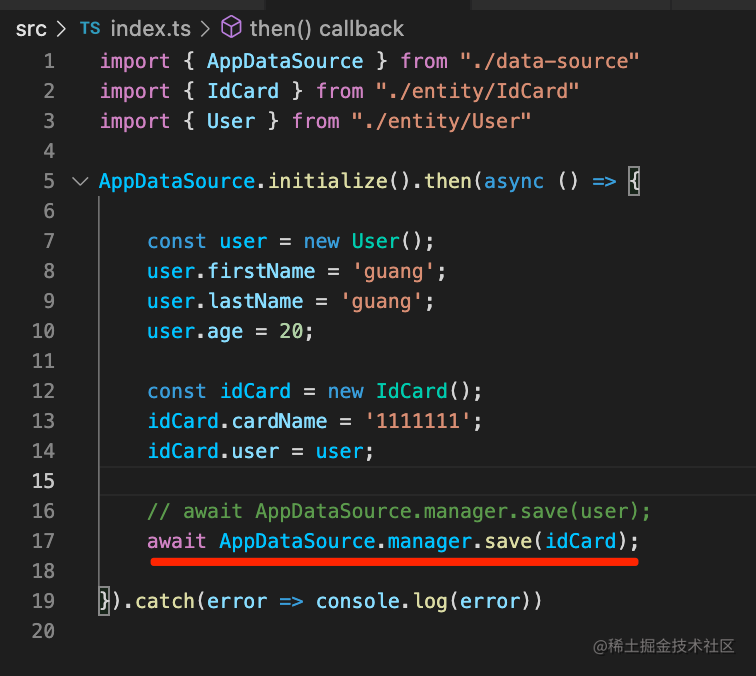 src > TS index.ts > then() callback
1 import { AppDataSource } from "./data-source"
2 import { IdCard } from "./entity/IdCard"
3 import { User } from "./entity/User"
4
5 AppDataSource.initialize().then(async () => {
6
7 const user = new User();
8 user.firstName = 'guang';
9 user.lastName = 'guang';
10 user.age = 20;
11
12 const idCard = new IdCard();
13 idCard.cardName = '1111111';
14 idCard.user = user;
15
16 // await AppDataSource.manager.save(user);
17 await AppDataSource.manager.save(idCard);
18
19 }).catch(error => console.log(error))
20
@稀土掘金技术社区